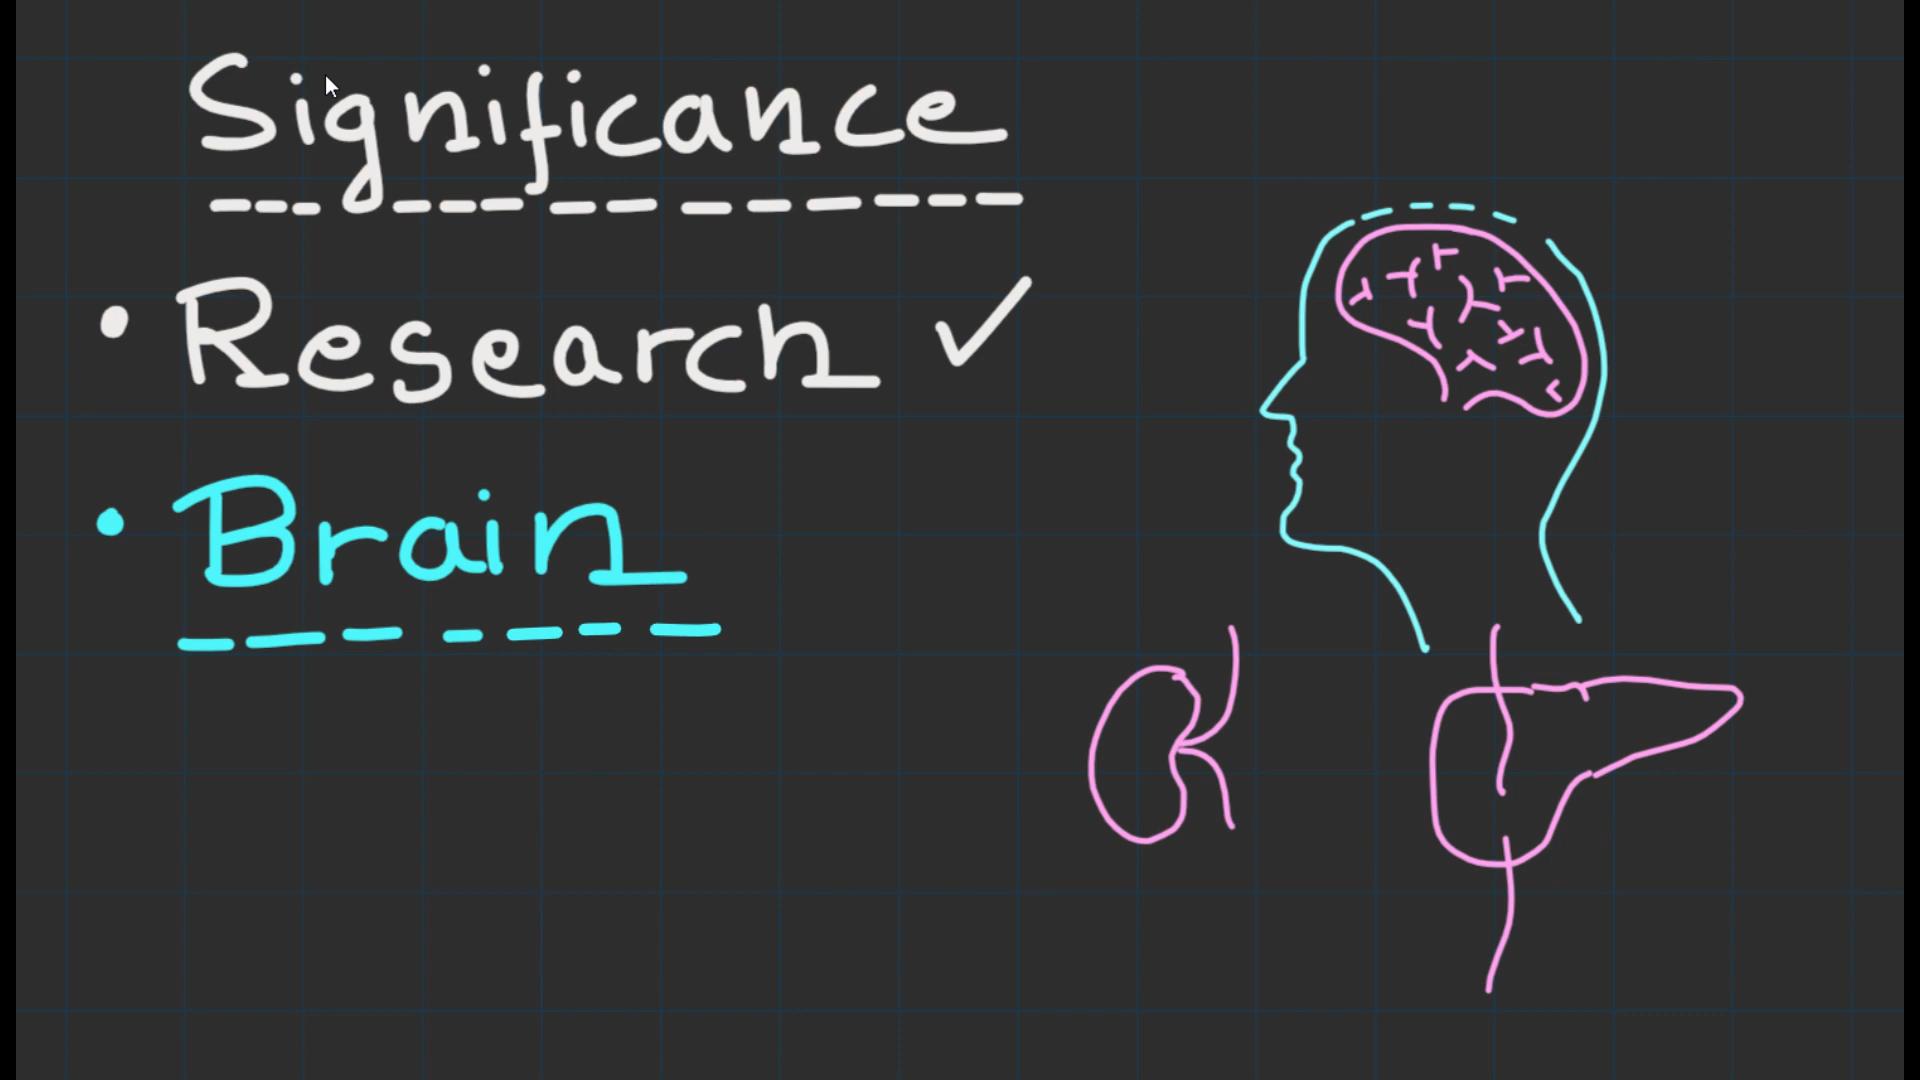 Significance
• Research ✓
• Brain